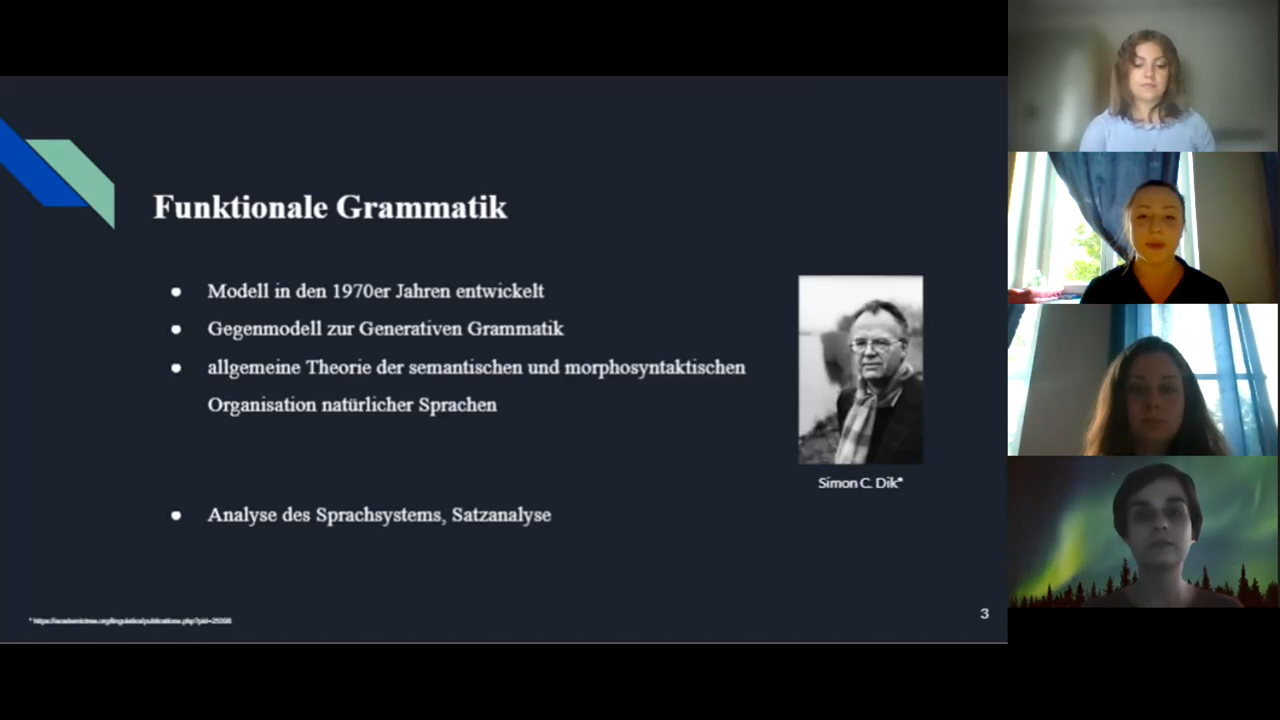 Funktionale Grammatik
● Modell in den 1970er Jahren entwickelt
● Gegenmodell zur Generativen Grammatik
● allgemeine Theorie der semantischen und morphosyntaktischen
Organisation natürlicher Sprachen
Simon C. Dik*
● Analyse des Sprachsystems, Satzanalyse
3